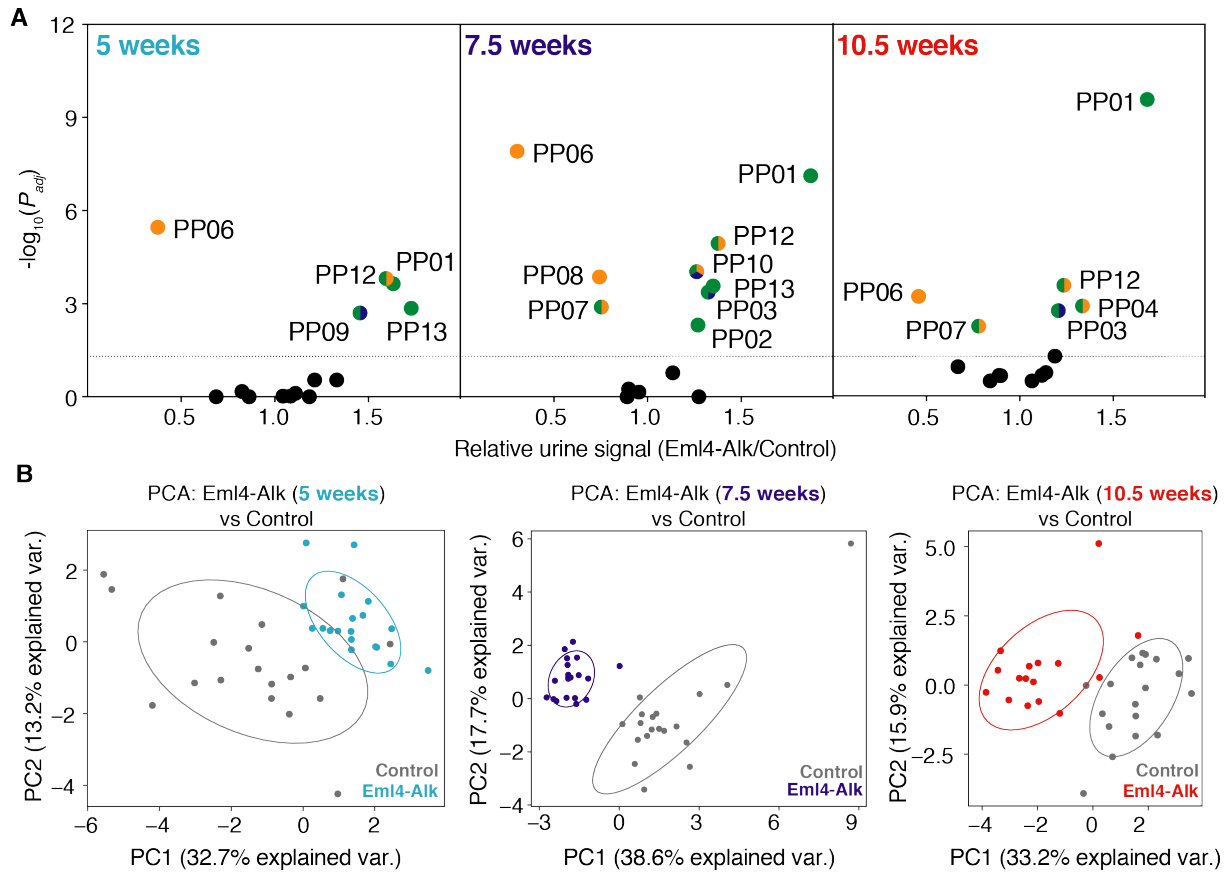 A
12
9
6
3
0
-log10(Padj)
5 weeks
PP06
PP12
PP01
PP09
PP13
7.5 weeks
PP06
PP01
PP12
PP10
PP08
PP13
PP07
PP03
PP02
10.5 weeks
PP01
PP12
PP06
PP04
PP07
PP03
0.5 1.0 1.5
0.5 1.0 1.5
0.5 1.0 1.5
Relative urine signal (Eml4-Alk/Control)
B
PCA: Eml4-Alk (5 weeks)
vs Control
PC2 (13.2% explained var.)
2
0
−2
−4
Control
Eml4-Alk
−6 −4 −2 0 2
PC1 (32.7% explained var.)
PCA: Eml4-Alk (7.5 weeks)
vs Control
PC2 (17.7% explained var.)
6
4
2
0
−2
−4
Control
Eml4-Alk
−3 0 3 6 9
PC1 (38.6% explained var.)
PCA: Eml4-Alk (10.5 weeks)
vs Control
PC2 (15.9% explained var.)
5.0
2.5
0.0
−2.5
Control
Eml4-Alk
−4 −2 0 2
PC1 (33.2% explained var.)